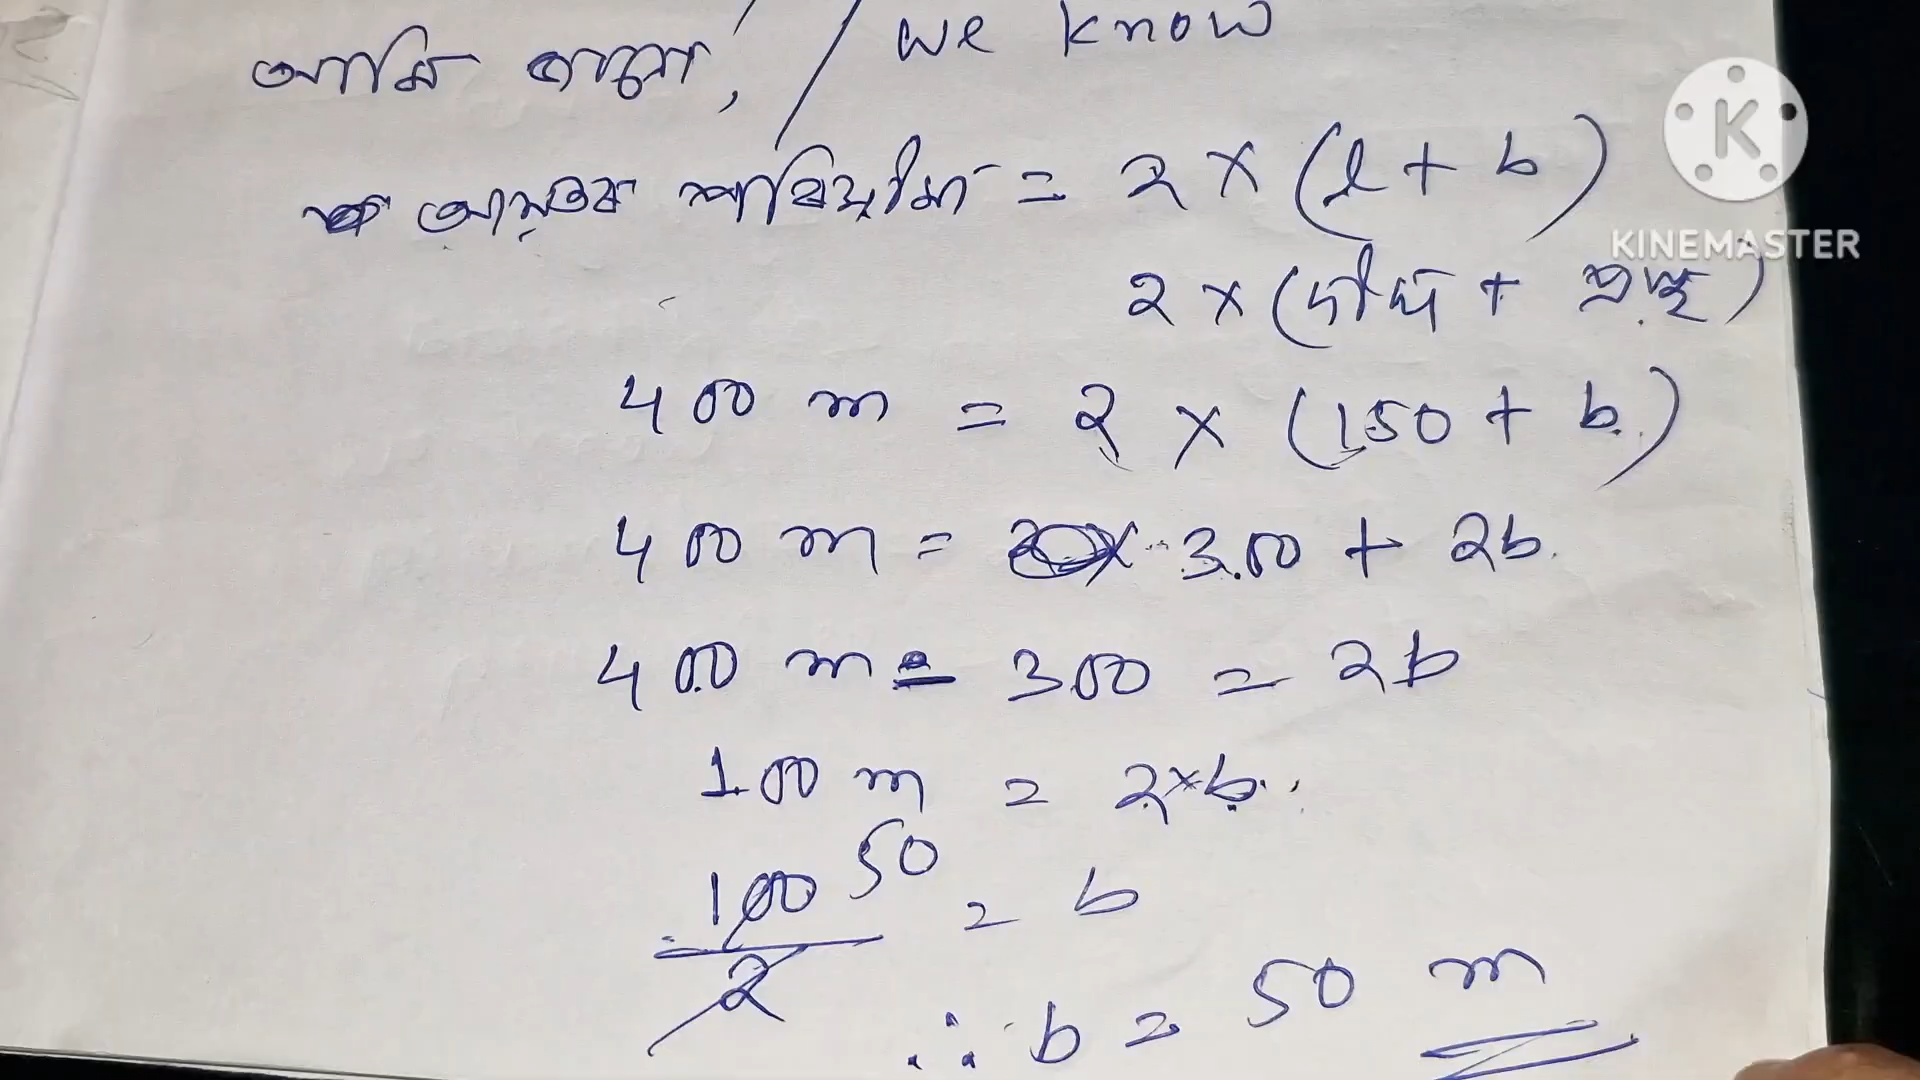 আমি জানো, / we know
আয়তৰ পৰিসীমা = 2 × (l + b)
2 × (দীঘ + প্ৰস্থ)
400 m = 2 × (150 + b)
400 m = 300 + 2b
400 m - 300 = 2b
100 m = 2×b
100 50 = b
2
∴ b = 50 m
K
KINEMASTER